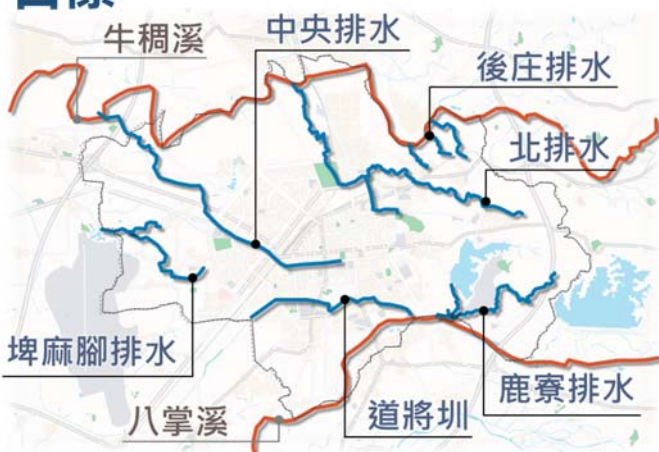 牛稠溪
中央排水
後庄排水
北排水
埤麻腳排水
八掌溪
道將圳
鹿寮排水